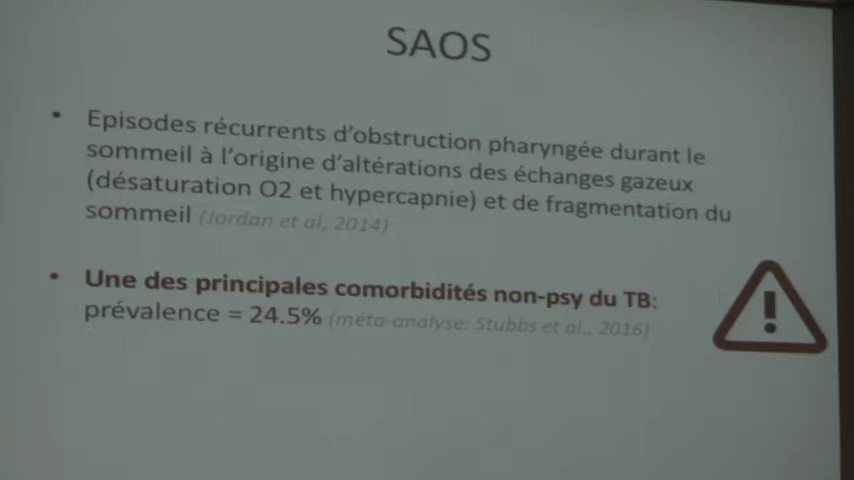 SAOS
• Episodes récurrents d'obstruction pharyngée durant le
sommeil à l'origine d'altérations des échanges gazeux
(désaturation O2 et hypercapnie) et de fragmentation du
sommeil (Jordan et al, 2014)
• Une des principales comorbidités non-psy du TB:
prévalence = 24.5% (méta-analyse: Stubbs et al., 2016)
!